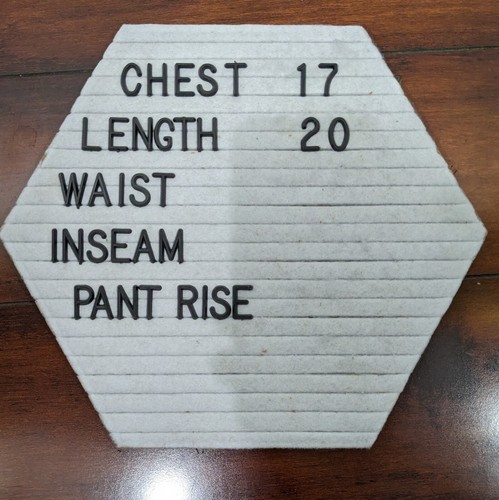 CHEST 17
LENGTH 20
WAIST
INSEAM
PANT RISE